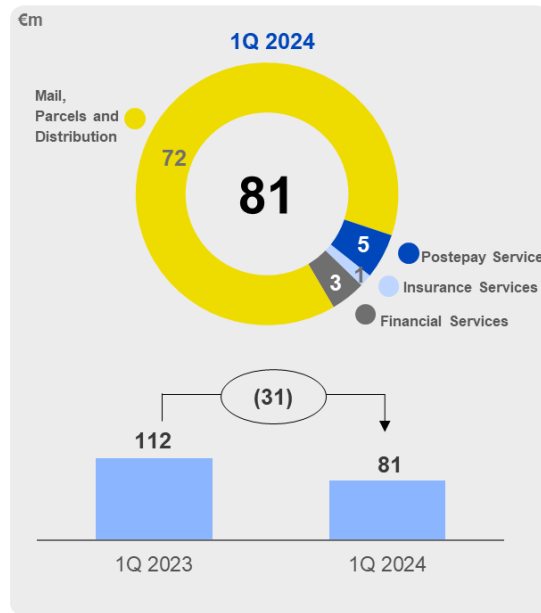 €m
1Q 2024
Mail,
Parcels and
Distribution
72
81
5
Postepay Service
1
Insurance Services
3
Financial Services
(31)
112
81
1Q 2023
1Q 2024